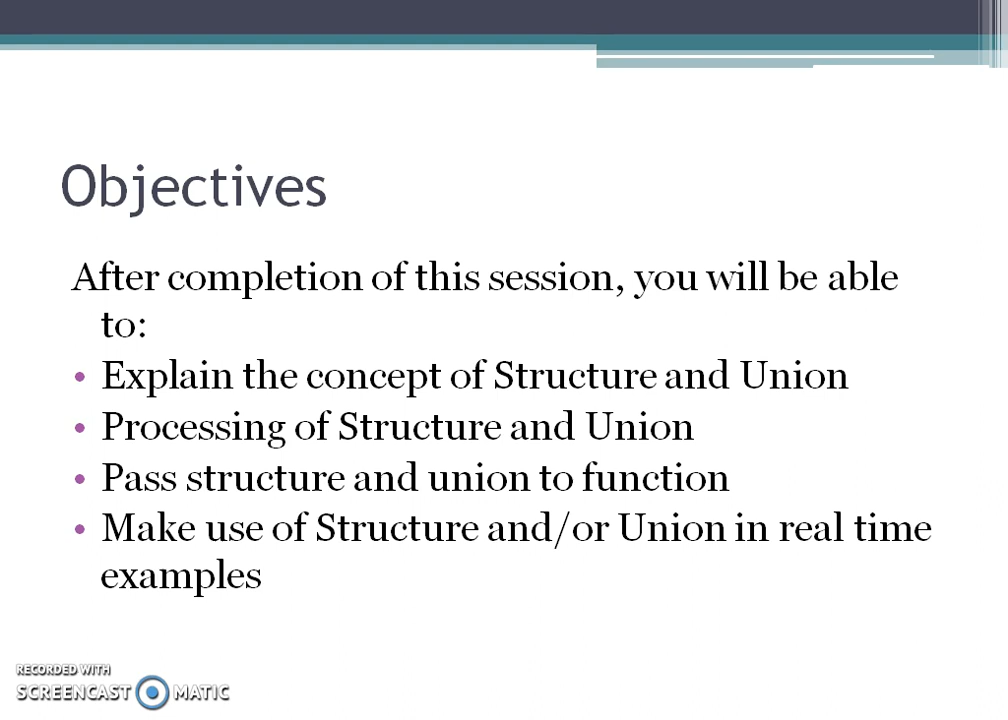 Objectives
After completion of this session, you will be able
to:
• Explain the concept of Structure and Union
• Processing of Structure and Union
• Pass structure and union to function
• Make use of Structure and/or Union in real time
examples
RECORDED WITH
SCREENCAST MATIC